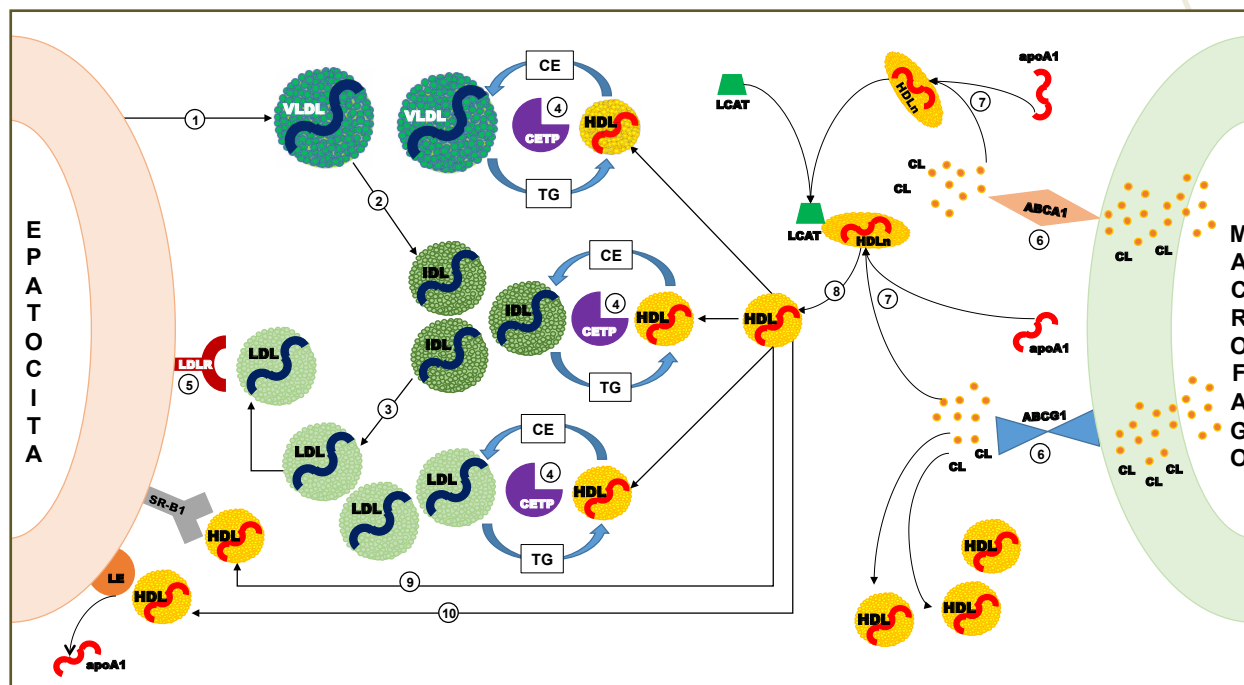 EPATOCITA
1
VLDL
VLDL
CE
4
CETP
HDL
TG
2
IDL
IDL
IDL
CE
4
CETP
HDL
TG
HDL
3
LDL
LDLR
5
LDL
LDL
LDL
CE
4
CETP
HDL
TG
SR-B1
HDL
9
LE
HDL
10
apoA1
LCAT
HDLn
7
apoA1
CL
CL
ABCA1
6
CL
LCAT
HDLn
8
7
apoA1
ABCG1
6
CL
CL
CL
CL
HDL
HDL
HDL
MACROFAGO